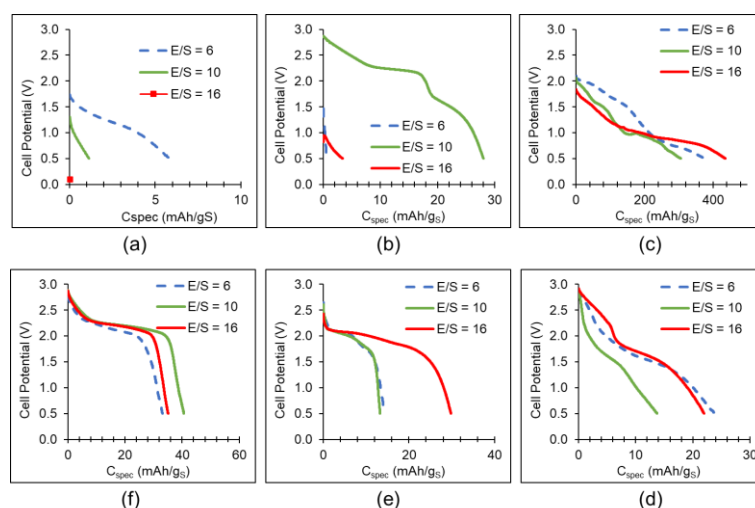 3.0
2.5
2.0
1.5
1.0
0.5
0.0
Cell Potential (V)
E/S = 6
E/S = 10
E/S = 16
0 5 10
Cspec (mAh/gS)
(a)
3.0
2.5
2.0
1.5
1.0
0.5
0.0
Cell Potential (V)
E/S = 6
E/S = 10
E/S = 16
0 10 20 30
Cspec (mAh/gS)
(b)
3.0
2.5
2.0
1.5
1.0
0.5
0.0
Cell Potential (V)
E/S = 6
E/S = 10
E/S = 16
0 200 400
Cspec (mAh/gS)
(c)
3.0
2.5
2.0
1.5
1.0
0.5
0.0
Cell Potential (V)
E/S = 6
E/S = 10
E/S = 16
0 20 40 60
Cspec (mAh/gS)
(f)
3.0
2.5
2.0
1.5
1.0
0.5
0.0
Cell Potential (V)
E/S = 6
E/S = 10
E/S = 16
0 20 40
Cspec (mAh/gS)
(e)
3.0
2.5
2.0
1.5
1.0
0.5
0.0
Cell Potential (V)
E/S = 6
E/S = 10
E/S = 16
0 10 20 30
Cspec (mAh/gS)
(d)